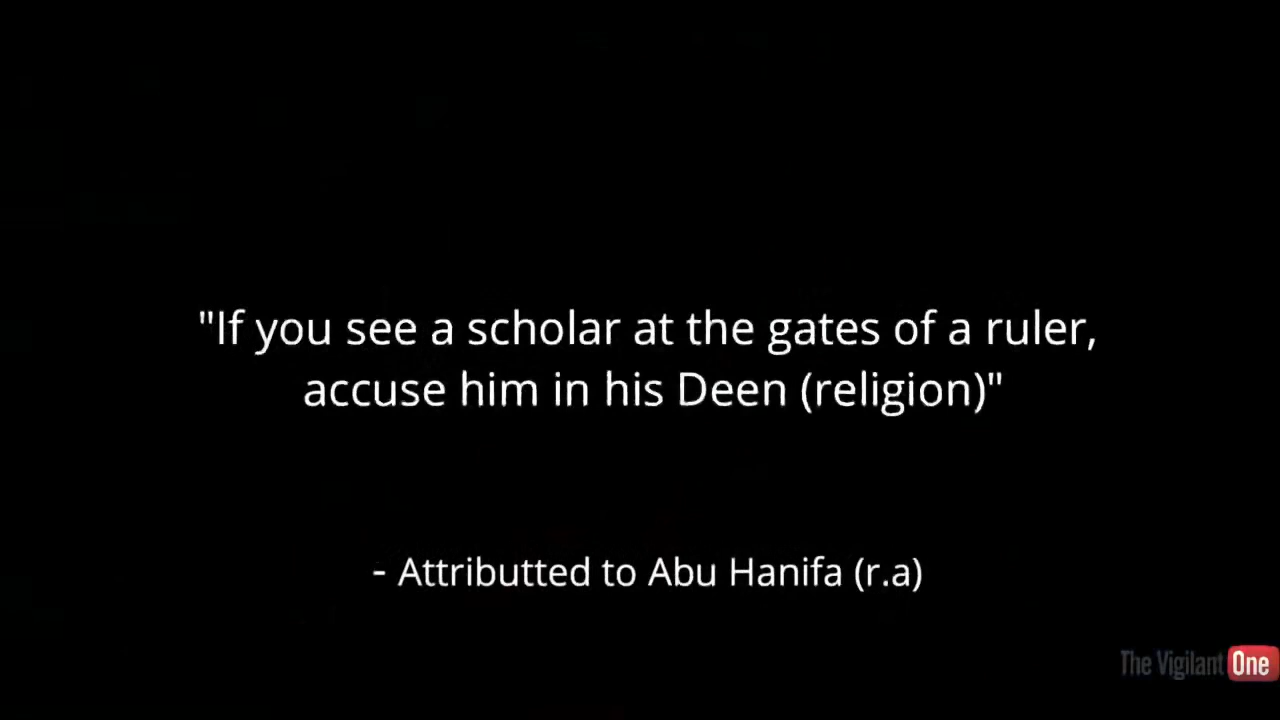 "If you see a scholar at the gates of a ruler,
accuse him in his Deen (religion)"
- Attributted to Abu Hanifa (r.a)
The Vigilant One